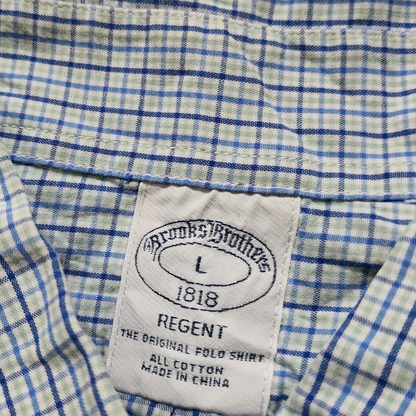 Brooks Brothers
L
1818
REGENT
THE ORIGINAL POLO SHIRT
ALL COTTON
MADE IN CHINA